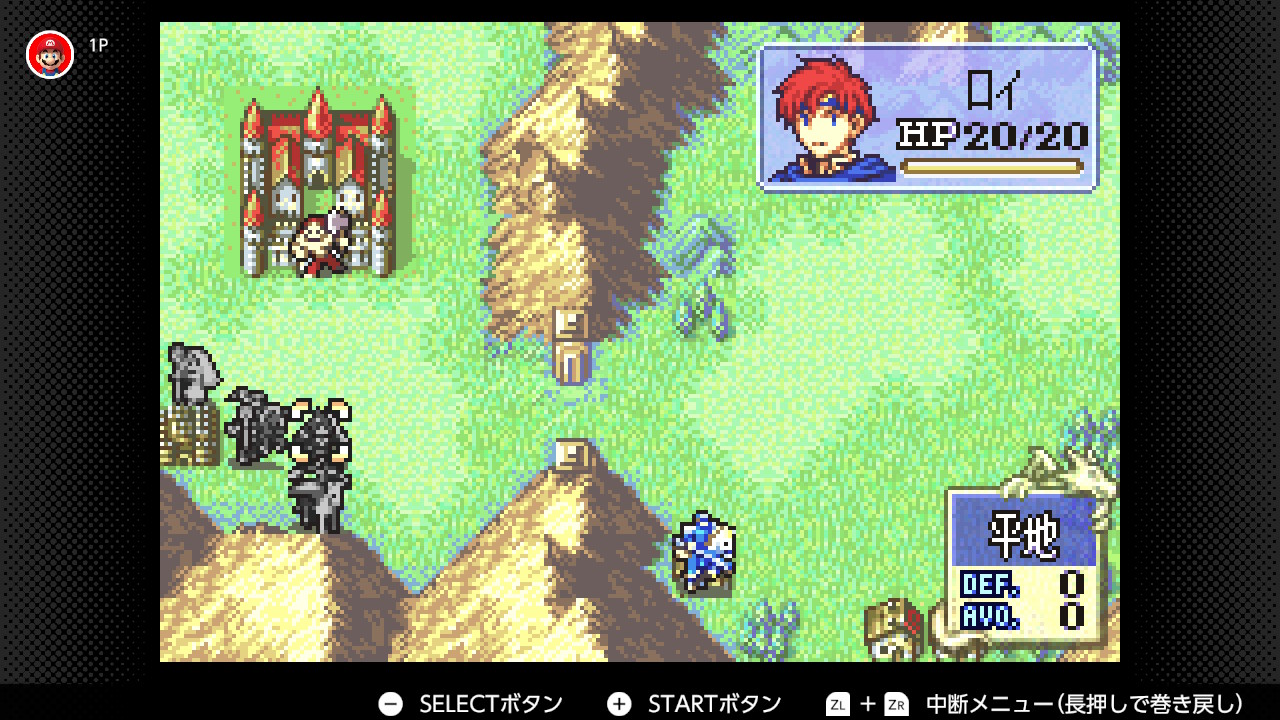 1P
ロイ
HP20/20
平地
DEF. 0
AVO. 0
SELECTボタン
STARTボタン
ZL + ZR 中断メニュー(長押しで巻き戻し)